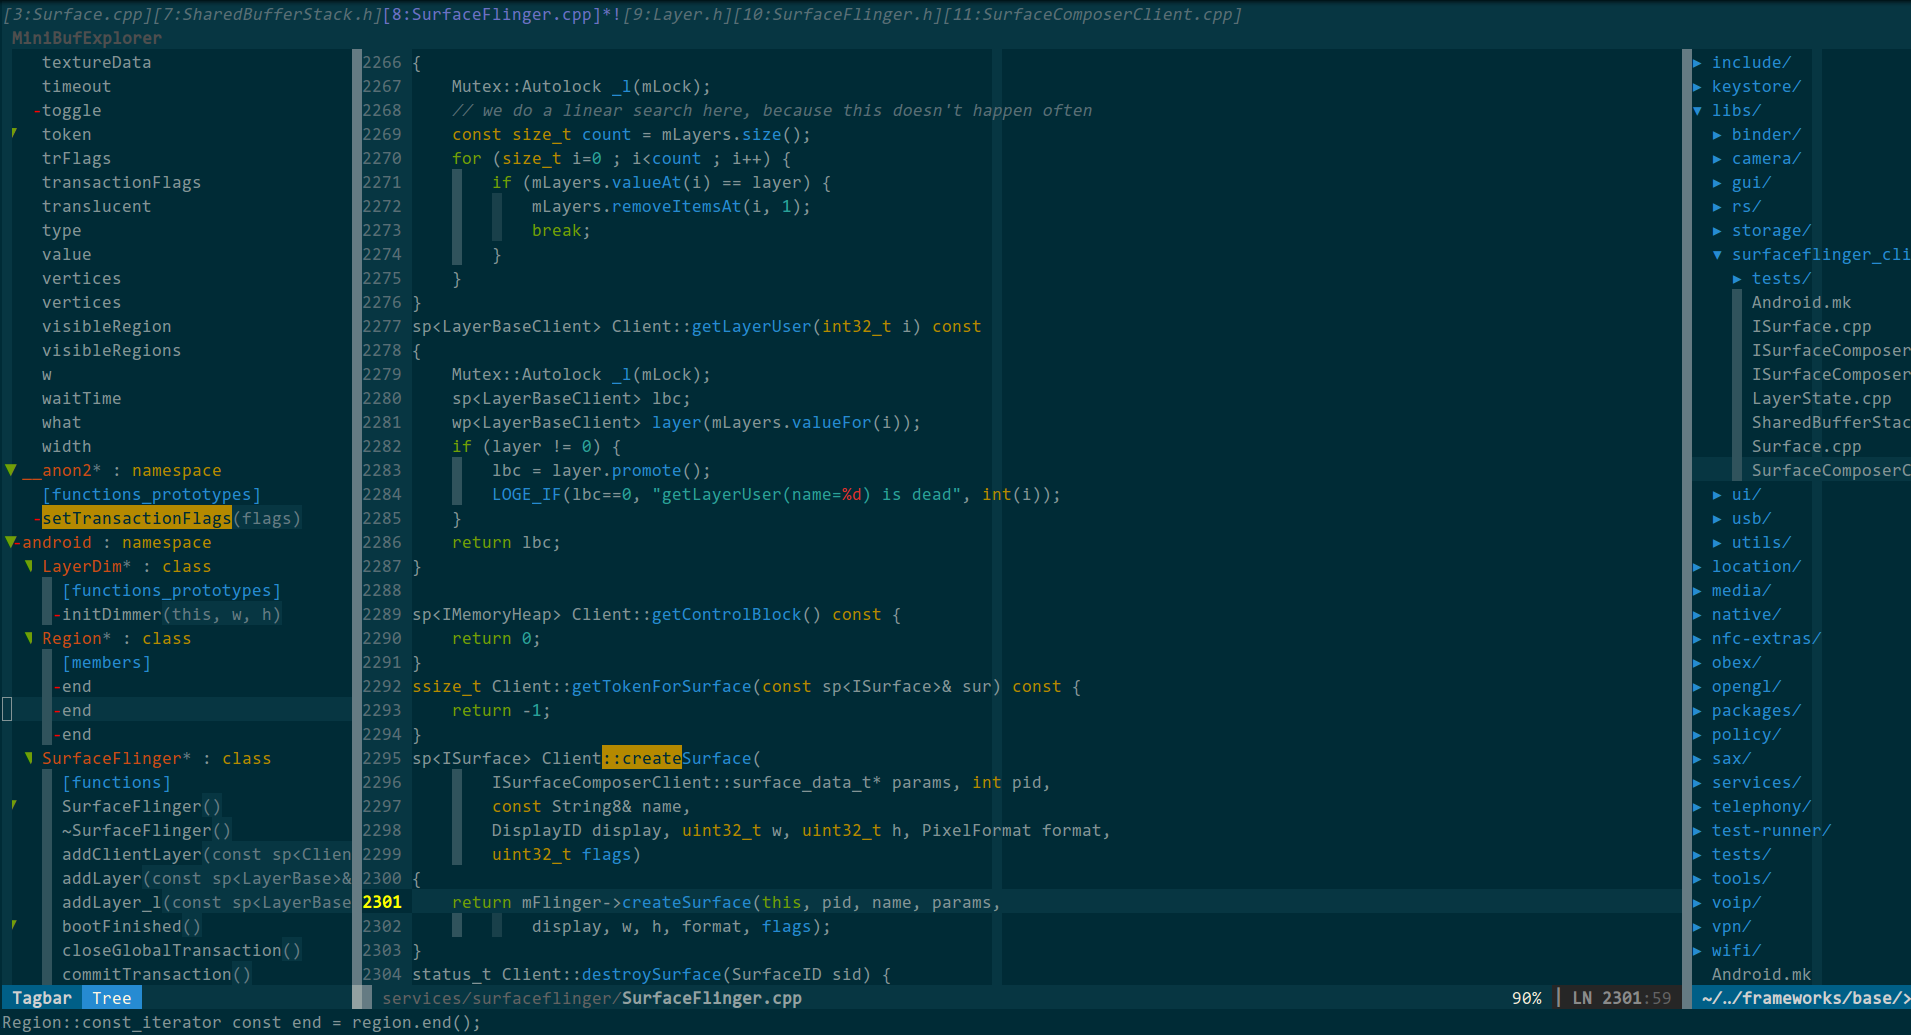 [3:Surface.cpp][7:SharedBufferStack.h][8:SurfaceFlinger.cpp]*![9:Layer.h][10:SurfaceFlinger.h][11:SurfaceComposerClient.cpp]
MiniBufExplorer
textureData
timeout
-toggle
▼ token
trFlags
transactionFlags
translucent
type
value
vertices
vertices
visibleRegion
visibleRegions
w
waitTime
what
width
▼ __anon2* : namespace
[functions_prototypes]
-setTransactionFlags(flags)
▼-android : namespace
▼ LayerDim* : class
[functions_prototypes]
-initDimmer(this, w, h)
▼ Region* : class
[members]
-end
-end
-end
▼ SurfaceFlinger* : class
[functions]
▼ SurfaceFlinger()
~SurfaceFlinger()
addClientLayer(const sp<Clien
addLayer(const sp<LayerBase>&
addLayer_l(const sp<LayerBase
▼ bootFinished()
closeGlobalTransaction()
commitTransaction()
Tagbar Tree
2266 {
2267 Mutex::Autolock _l(mLock);
2268 // we do a linear search here, because this doesn't happen often
2269 const size_t count = mLayers.size();
2270 for (size_t i=0 ; i<count ; i++) {
2271 if (mLayers.valueAt(i) == layer) {
2272 mLayers.removeItemsAt(i, 1);
2273 break;
2274 }
2275 }
2276 }
2277 sp<LayerBaseClient> Client::getLayerUser(int32_t i) const
2278 {
2279 Mutex::Autolock _l(mLock);
2280 sp<LayerBaseClient> lbc;
2281 wp<LayerBaseClient> layer(mLayers.valueFor(i));
2282 if (layer != 0) {
2283 lbc = layer.promote();
2284 LOGE_IF(lbc==0, "getLayerUser(name=%d) is dead", int(i));
2285 }
2286 return lbc;
2287 }
2288
2289 sp<IMemoryHeap> Client::getControlBlock() const {
2290 return 0;
2291 }
2292 ssize_t Client::getTokenForSurface(const sp<ISurface>& sur) const {
2293 return -1;
2294 }
2295 sp<ISurface> Client::createSurface(
2296 ISurfaceComposerClient::surface_data_t* params, int pid,
2297 const String8& name,
2298 DisplayID display, uint32_t w, uint32_t h, PixelFormat format,
2299 uint32_t flags)
2300 {
2301 return mFlinger->createSurface(this, pid, name, params,
2302 display, w, h, format, flags);
2303 }
2304 status_t Client::destroySurface(SurfaceID sid) {
services/surfaceflinger/SurfaceFlinger.cpp 90% | LN 2301:59
▶ include/
▶ keystore/
▼ libs/
▶ binder/
▶ camera/
▶ gui/
▶ rs/
▶ storage/
▼ surfaceflinger_cli
▶ tests/
Android.mk
ISurface.cpp
ISurfaceComposer
ISurfaceComposer
LayerState.cpp
SharedBufferStac
Surface.cpp
SurfaceComposerC
▶ ui/
▶ usb/
▶ utils/
▶ location/
▶ media/
▶ native/
▶ nfc-extras/
▶ obex/
▶ opengl/
▶ packages/
▶ policy/
▶ sax/
▶ services/
▶ telephony/
▶ test-runner/
▶ tests/
▶ tools/
▶ voip/
▶ vpn/
▶ wifi/
Android.mk
~/../frameworks/base/>
Region::const_iterator const end = region.end();